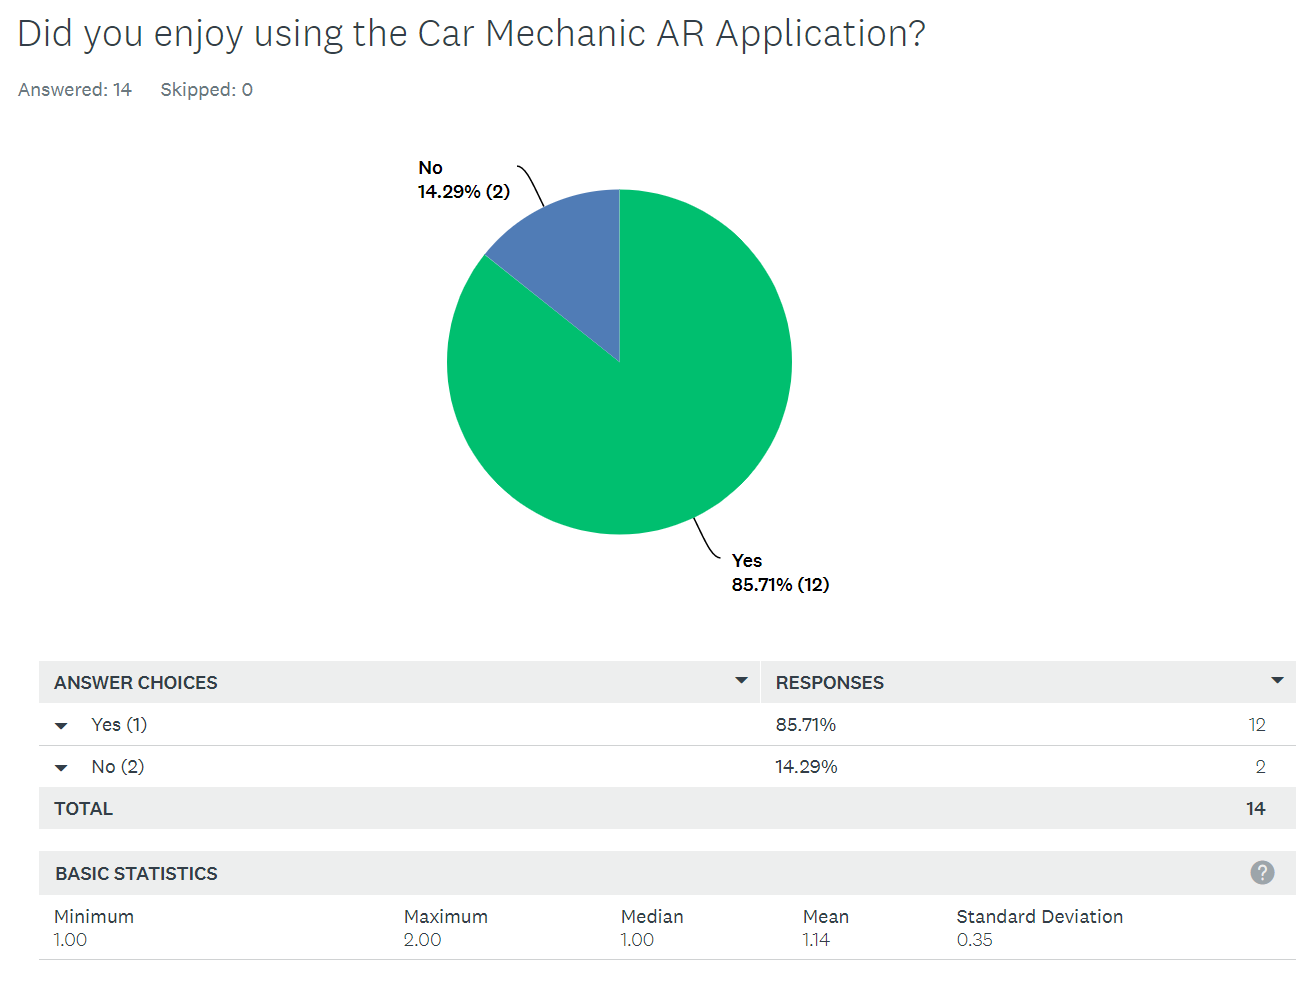 Did you enjoy using the Car Mechanic AR Application?
Answered: 14 Skipped: 0
No
14.29% (2)
Yes
85.71% (12)
ANSWER CHOICES RESPONSES
Yes (1) 85.71% 12
No (2) 14.29% 2
TOTAL 14
BASIC STATISTICS ?
Minimum Maximum Median Mean Standard Deviation
1.00 2.00 1.00 1.14 0.35